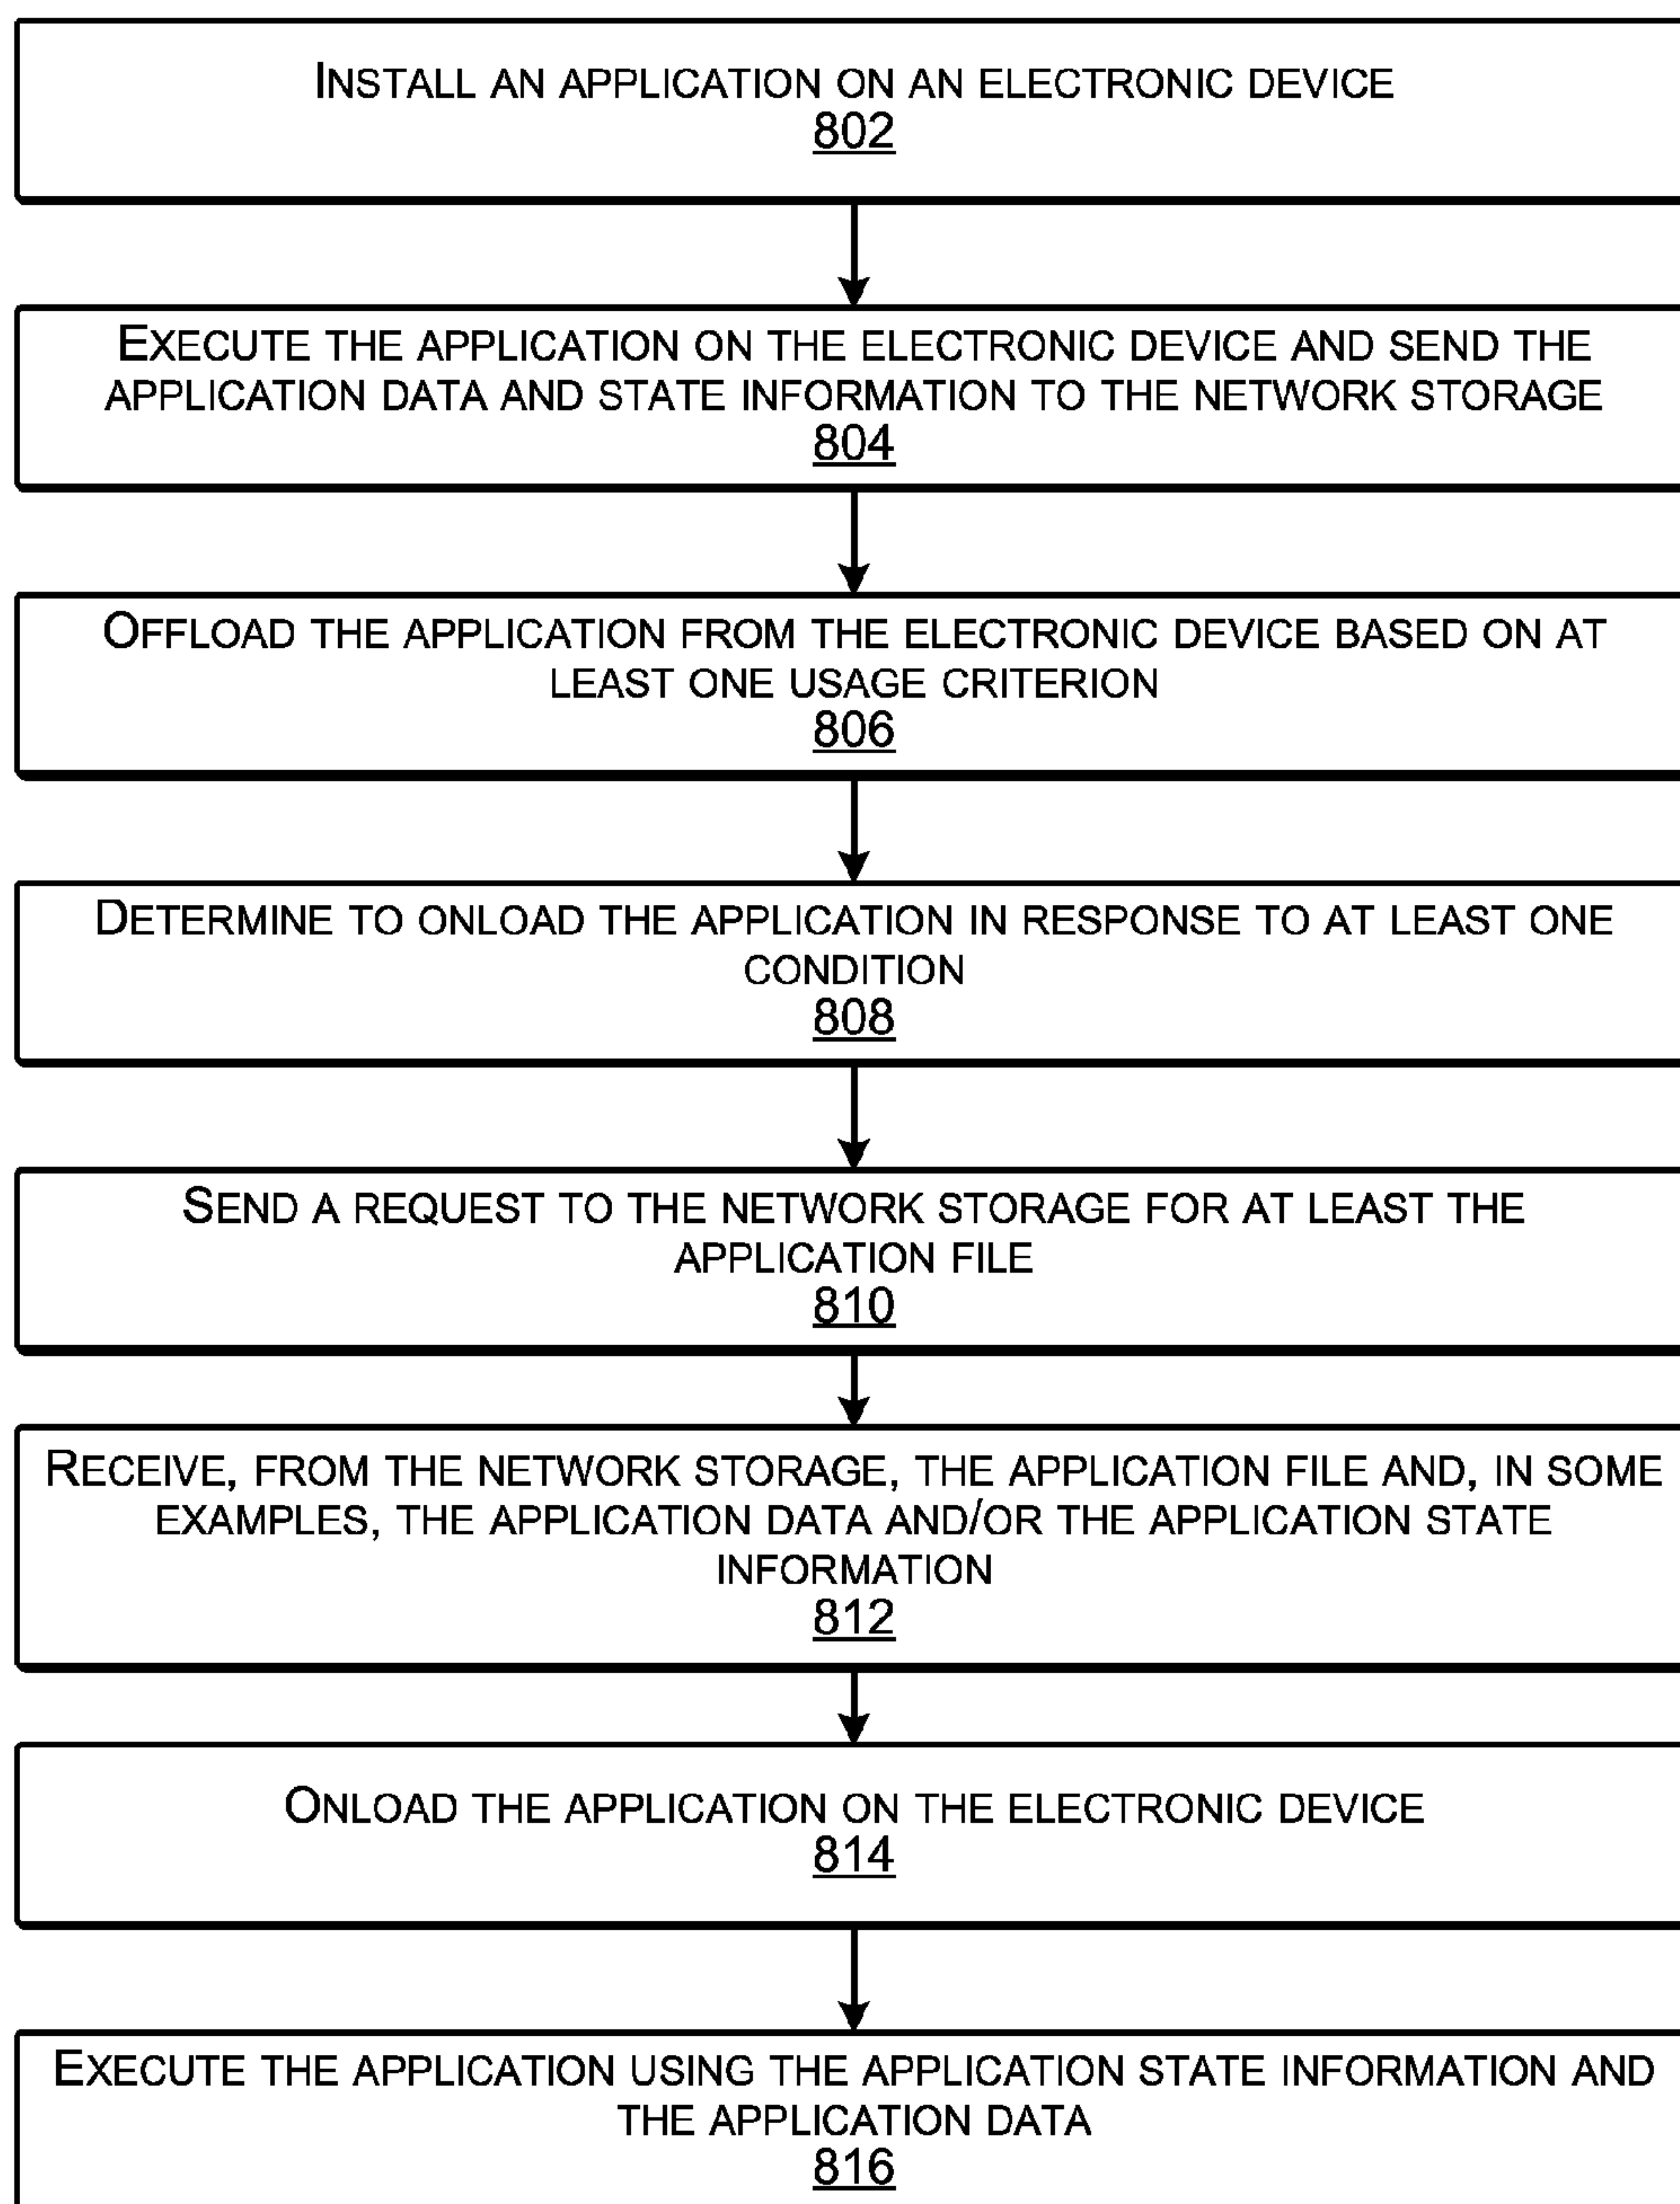 INSTALL AN APPLICATION ON AN ELECTRONIC DEVICE
802
EXECUTE THE APPLICATION ON THE ELECTRONIC DEVICE AND SEND THE
APPLICATION DATA AND STATE INFORMATION TO THE NETWORK STORAGE
804
OFFLOAD THE APPLICATION FROM THE ELECTRONIC DEVICE BASED ON AT
LEAST ONE USAGE CRITERION
806
DETERMINE TO ONLOAD THE APPLICATION IN RESPONSE TO AT LEAST ONE
CONDITION
808
SEND A REQUEST TO THE NETWORK STORAGE FOR AT LEAST THE
APPLICATION FILE
810
RECEIVE, FROM THE NETWORK STORAGE, THE APPLICATION FILE AND, IN SOME
EXAMPLES, THE APPLICATION DATA AND/OR THE APPLICATION STATE
INFORMATION
812
ONLOAD THE APPLICATION ON THE ELECTRONIC DEVICE
814
EXECUTE THE APPLICATION USING THE APPLICATION STATE INFORMATION AND
THE APPLICATION DATA
816